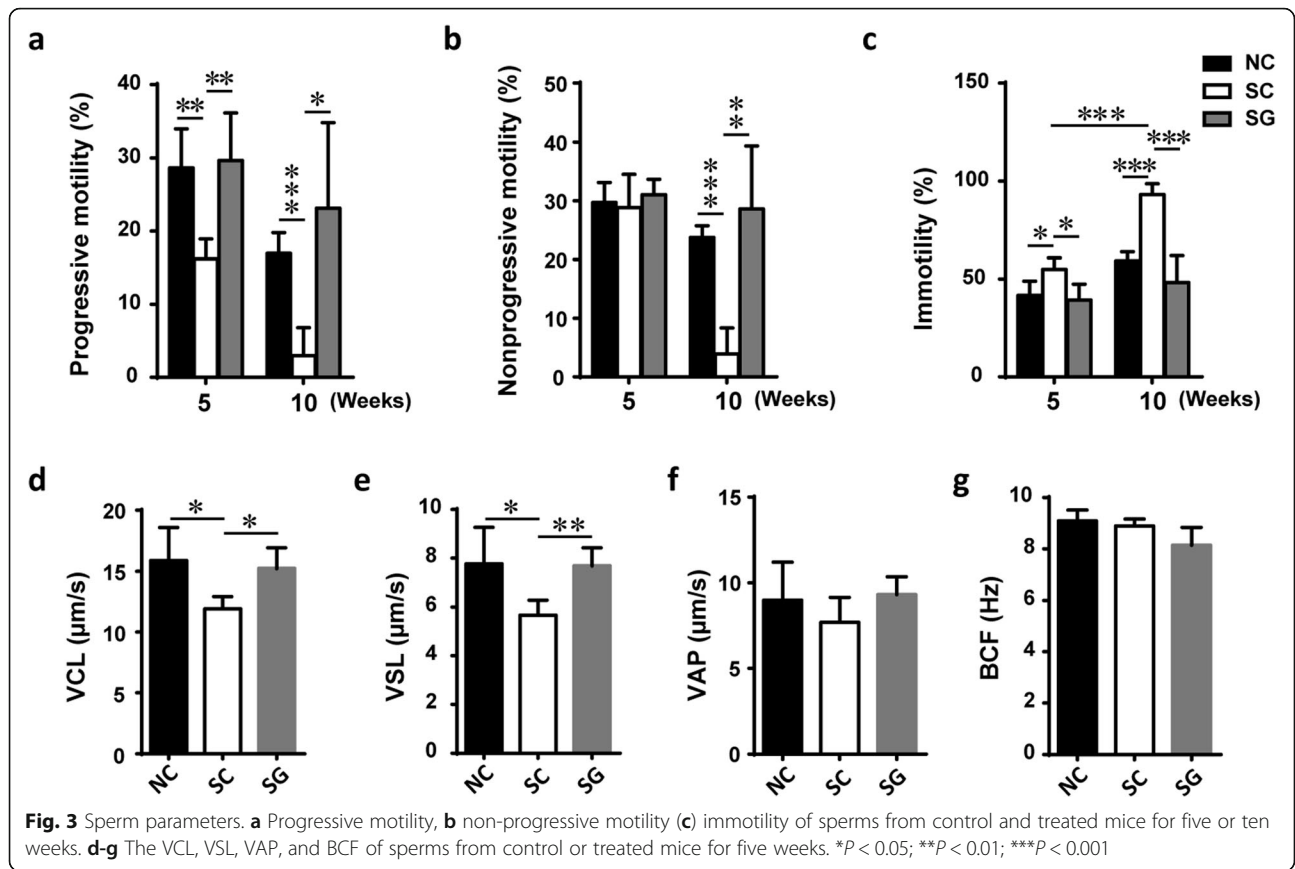 a
Progressive motility (%)
40
30
20
10
0
**
**
***
*
5
10
(Weeks)
b
Nonprogressive motility (%)
50
40
30
20
10
0
***
**
5
10
(Weeks)
c
Immotility (%)
150
100
50
0
*
*
***
***
***
5
10
(Weeks)
NC
SC
SG
d
VCL (μm/s)
20
15
10
5
0
*
*
NC
SC
SG
e
VSL (μm/s)
10
8
6
4
2
0
*
**
NC
SC
SG
f
VAP (μm/s)
15
10
5
0
NC
SC
SG
g
BCF (Hz)
10
8
6
4
2
0
NC
SC
SG
Fig. 3 Sperm parameters. a Progressive motility, b non-progressive motility (c) immotility of sperms from control and treated mice for five or ten
weeks. d-g The VCL, VSL, VAP, and BCF of sperms from control or treated mice for five weeks. *P < 0.05; **P < 0.01; ***P < 0.001